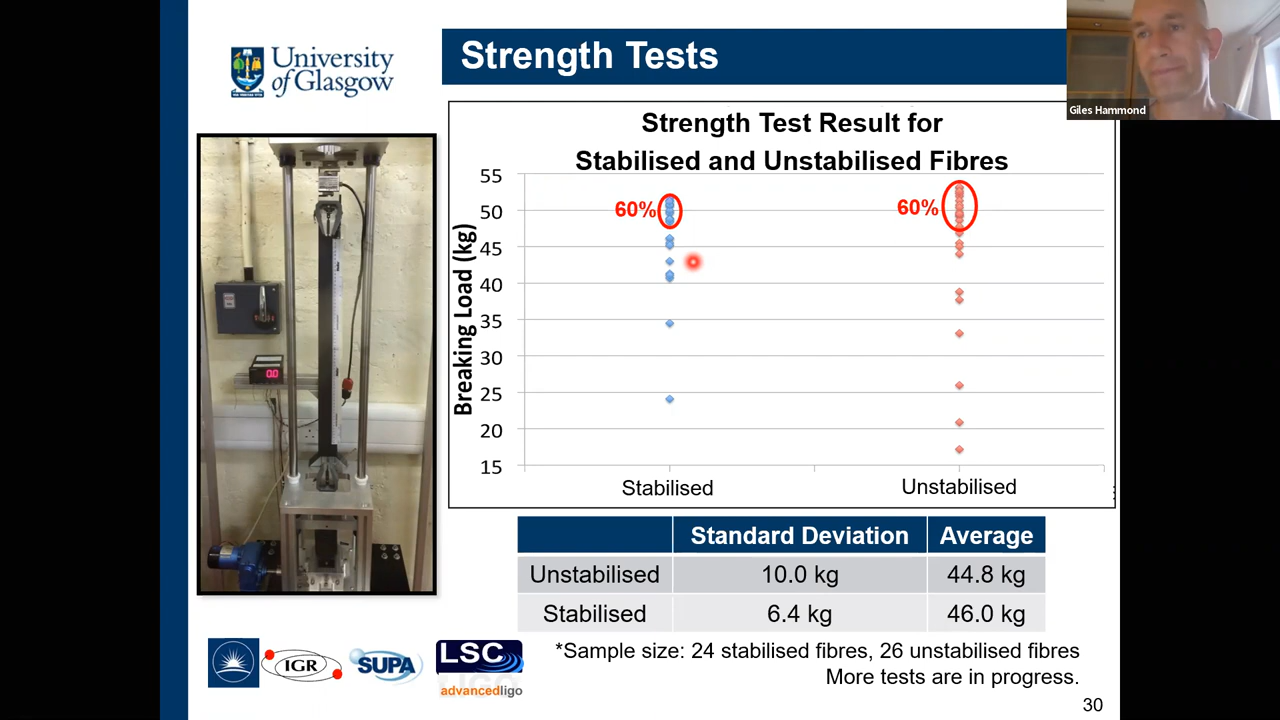 University
of Glasgow
Strength Tests
Giles Hammond
Strength Test Result for
Stabilised and Unstabilised Fibres
Breaking Load (kg)
55
50
45
40
35
30
25
20
15
60%
60%
Stabilised
Unstabilised
0.0
Standard Deviation
Average
Unstabilised
10.0 kg
44.8 kg
Stabilised
6.4 kg
46.0 kg
*Sample size: 24 stabilised fibres, 26 unstabilised fibres
More tests are in progress.
IGR
SUPA
LSC
advancedligo
30